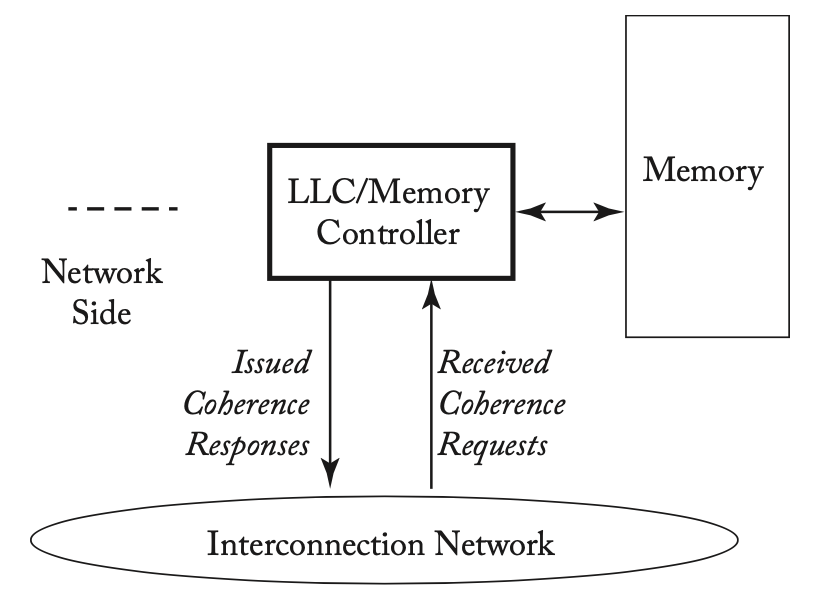 LLC/Memory
Controller
Memory
Network
Side
Issued
Coherence
Responses
Received
Coherence
Requests
Interconnection Network